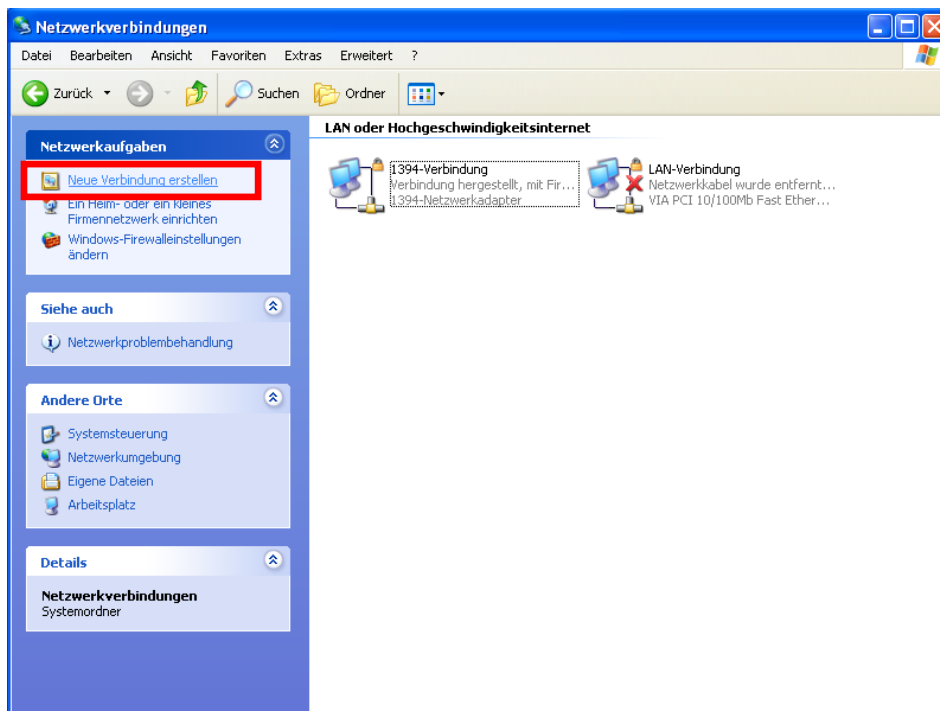 Netzwerkverbindungen
Datei Bearbeiten Ansicht Favoriten Extras Erweitert ?
Zurück Suchen Ordner
Netzwerkaufgaben
Neue Verbindung erstellen
Ein Heim- oder ein kleines
Firmennetzwerk einrichten
Windows-Firewalleinstellungen
ändern
Siehe auch
Netzwerkproblembehandlung
Andere Orte
Systemsteuerung
Netzwerkumgebung
Eigene Dateien
Arbeitsplatz
Details
Netzwerkverbindungen
Systemordner
LAN oder Hochgeschwindigkeitsinternet
1394-Verbindung
Verbindung hergestellt, mit Fir...
1394-Netzwerkadapter
LAN-Verbindung
Netzwerkkabel wurde entfernt...
VIA PCI 10/100Mb Fast Ether...